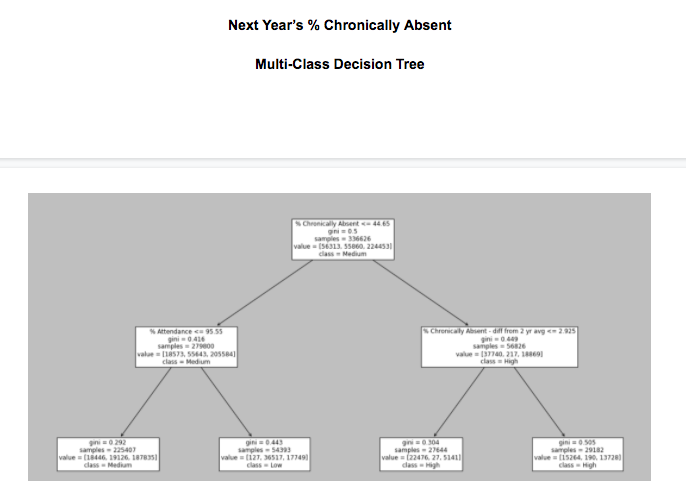 Next Year's % Chronically Absent
Multi-Class Decision Tree
% Chronically Absent <= 44.65
gini = 0.5
samples = 336626
value = [56313, 55860, 224453]
class = Medium
% Attendance <= 95.55
gini = 0.416
samples = 279800
value = [18573, 55643, 205584]
class = Medium
% Chronically Absent - diff from 2 yr avg <= 2.925
gini = 0.449
samples = 56826
value = [37740, 217, 18869]
class = High
gini = 0.292
samples = 225407
value = [18446, 19126, 187835]
class = Medium
gini = 0.443
samples = 54393
value = [127, 36517, 17749]
class = Low
gini = 0.304
samples = 27644
value = [22476, 27, 5141]
class = High
gini = 0.505
samples = 29182
value = [15264, 190, 13728]
class = High